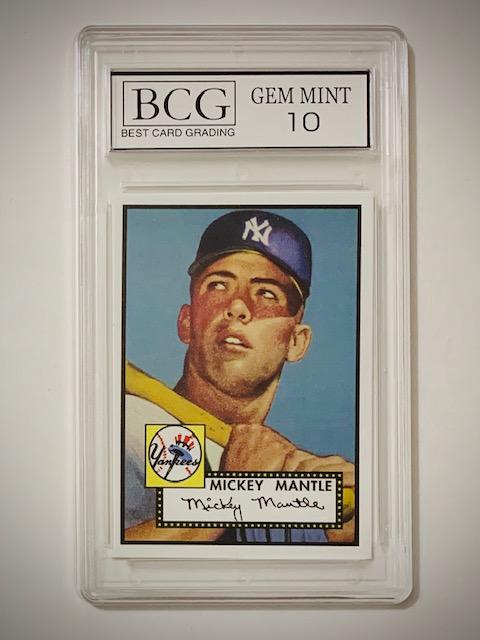 BCG
BEST CARD GRADING
GEM MINT
10
NY
Yankees
MICKEY MANTLE
Mickey Mantle